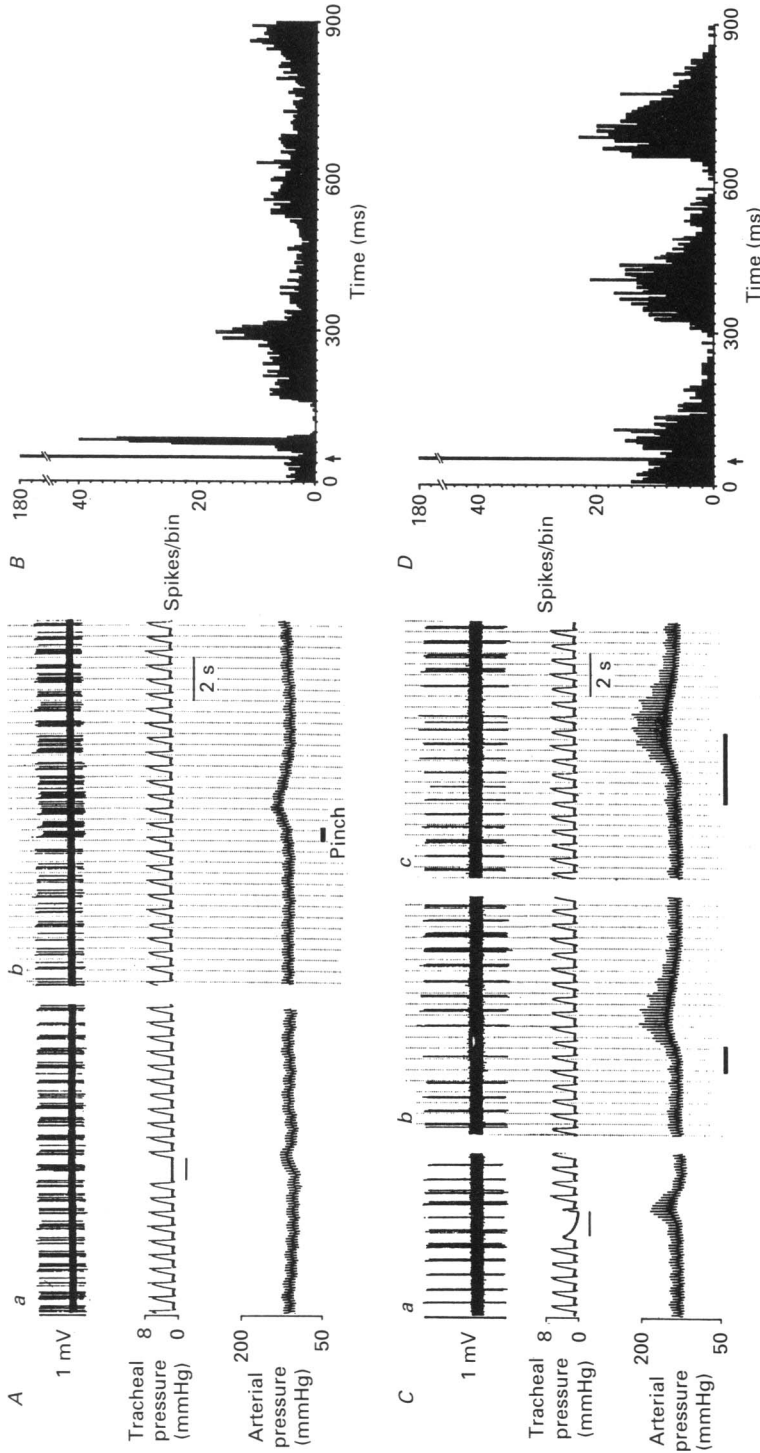 A
a
b
1 mV
8
0
Tracheal
pressure
(mmHg)
2 s
200
50
Arterial
pressure
(mmHg)
Pinch
B
180
40
20
0
Spikes/bin
0
300
600
900
Time (ms)
C
a
b
c
1 mV
8
0
Tracheal
pressure
(mmHg)
2 s
200
50
Arterial
pressure
(mmHg)
D
180
40
20
0
Spikes/bin
0
300
600
900
Time (ms)